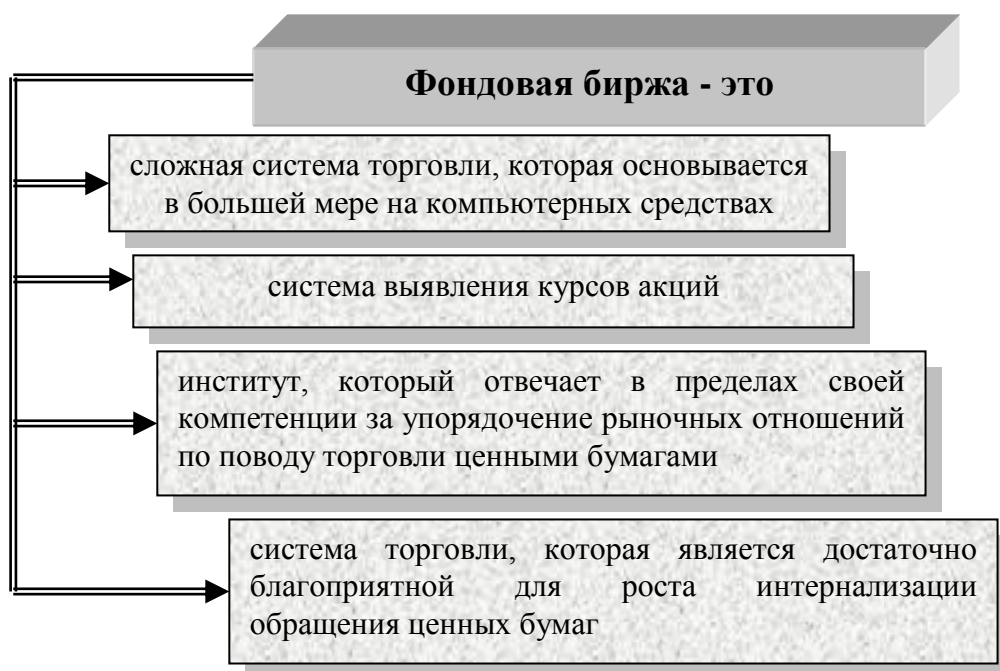 Фондовая биржа - это
сложная система торговли, которая основывается
в большей мере на компьютерных средствах
система выявления курсов акций
институт, который отвечает в пределах своей
компетенции за упорядочение рыночных отношений
по поводу торговли ценными бумагами
система торговли, которая является достаточно
благоприятной для роста интернализации
обращения ценных бумаг